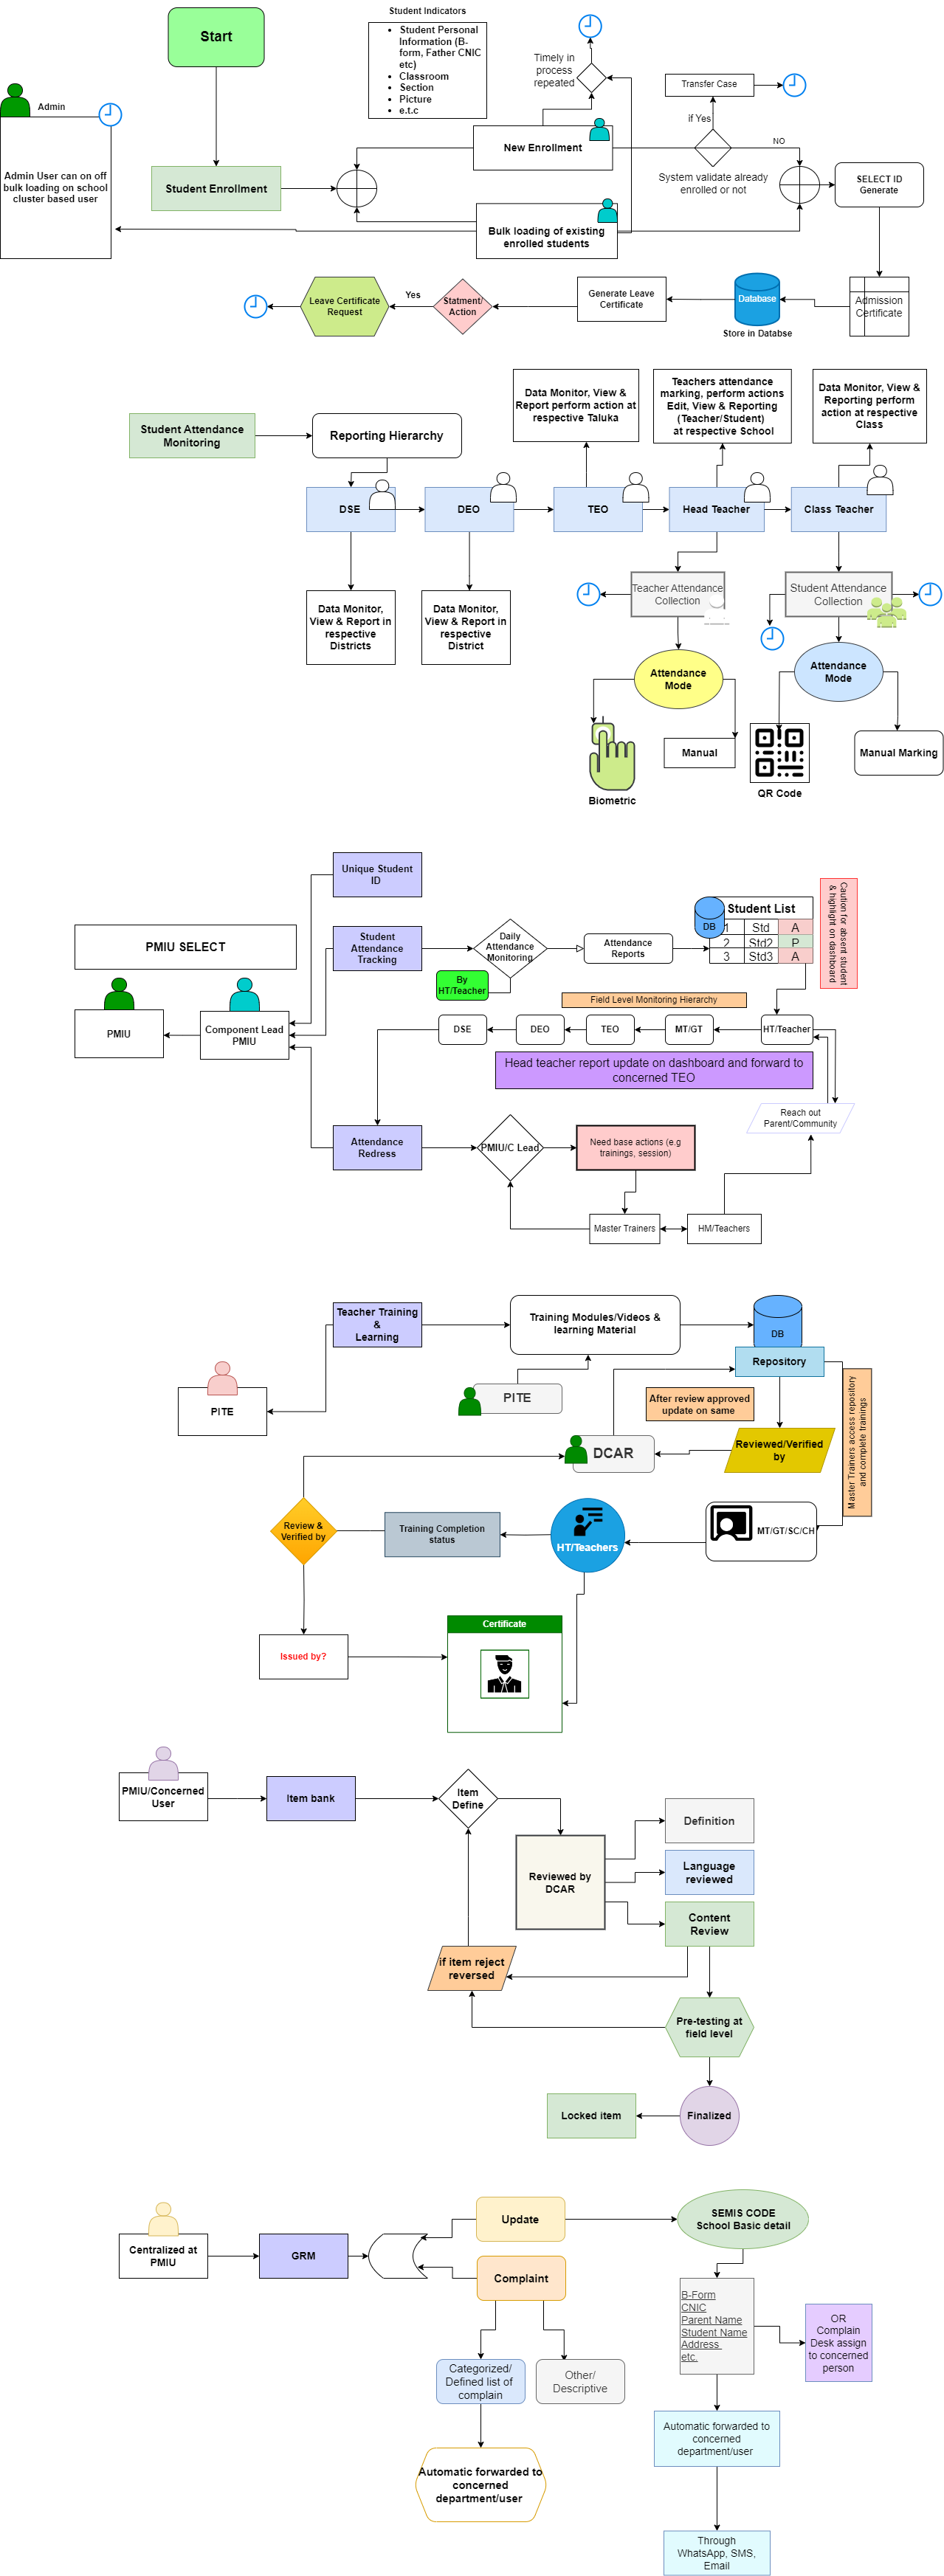 Start
Student Indicators
Student Personal
Information (B-
form, Father CNIC
etc)
Classroom
Section
Picture
e.t.c
Timely in
process
repeated
Transfer Case
if Yes
Admin
Admin User can on off
bulk loading on school
cluster based user
New Enrollment
NO
System validate already
enrolled or not
SELECT ID
Generate
Student Enrollment
Bulk loading of existing
enrolled students
Leave Certificate
Request
Yes
Statment/
Action
Generate Leave
Certificate
Database
Store in Databse
Admission
Certificate
Student Attendance
Monitoring
Reporting Hierarchy
Data Monitor, View &
Report perform action at
respective Taluka
Teachers attendance
marking, perform actions
Edit, View & Reporting
(Teacher/Student)
at respective School
Data Monitor, View &
Reporting perform
action at respective
Class
DSE
DEO
TEO
Head Teacher
Class Teacher
Data Monitor,
View & Report in
respective
Districts
Data Monitor,
View & Report in
respective
District
Teacher Attendance
Collection
Student Attendance
Collection
Attendance
Mode
Attendance
Mode
Manual
Manual Marking
Biometric
QR Code
Unique Student
ID
PMIU SELECT
Student
Attendance
Tracking
Daily
Attendance
Monitoring
Attendance
Reports
DB
Student List
1 Std A
2 Std2 P
3 Std3 A
Caution for absent student
& highlight on dashboard
By
HT/Teacher
Field Level Monitoring Hierarchy
PMIU
Component Lead
PMIU
DSE
DEO
TEO
MT/GT
HT/Teacher
Head teacher report update on dashboard and forward to
concerned TEO
Reach out
Parent/Community
Attendance
Redress
PMIU/C Lead
Need base actions (e.g
trainings, session)
Master Trainers
HM/Teachers
Teacher Training
&
Learning
Training Modules/Videos &
learning Material
DB
Repository
PITE
PITE
After review approved
update on same
Master Trainers access repository
and complete trainings
DCAR
Reviewed/Verified
by
Review &
Verified by
Training Completion
status
HT/Teachers
MT/GT/SC/CH
Certificate
Issued by?
PMIU/Concerned
User
Item bank
Item
Define
Definition
Reviewed by
DCAR
Language
reviewed
Content
Review
if item reject
reversed
Pre-testing at
field level
Locked item
Finalized
Centralized at
PMIU
GRM
Update
Complaint
SEMIS CODE
School Basic detail
B-Form
CNIC
Parent Name
Student Name
Address
etc.
OR
Complain
Desk assign
to concerned
person
Categorized/
Defined list of
complain
Other/
Descriptive
Automatic forwarded to
concerned
department/user
Automatic forwarded to
concerned
department/user
Through
WhatsApp, SMS,
Email